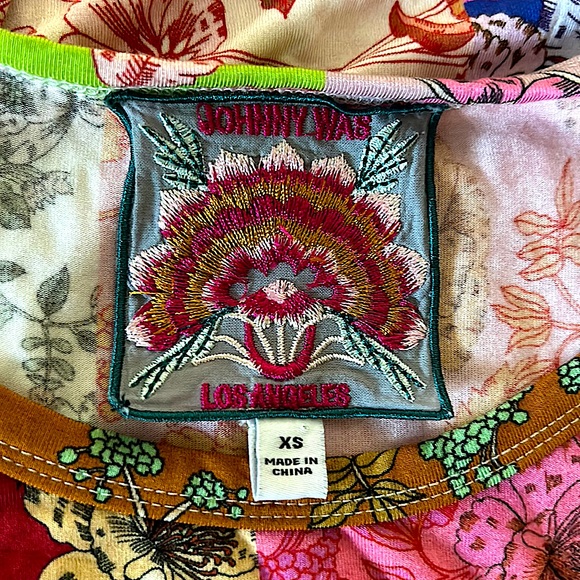 JOHNNY WAS
LOS ANGELES
XS
MADE IN
CHINA